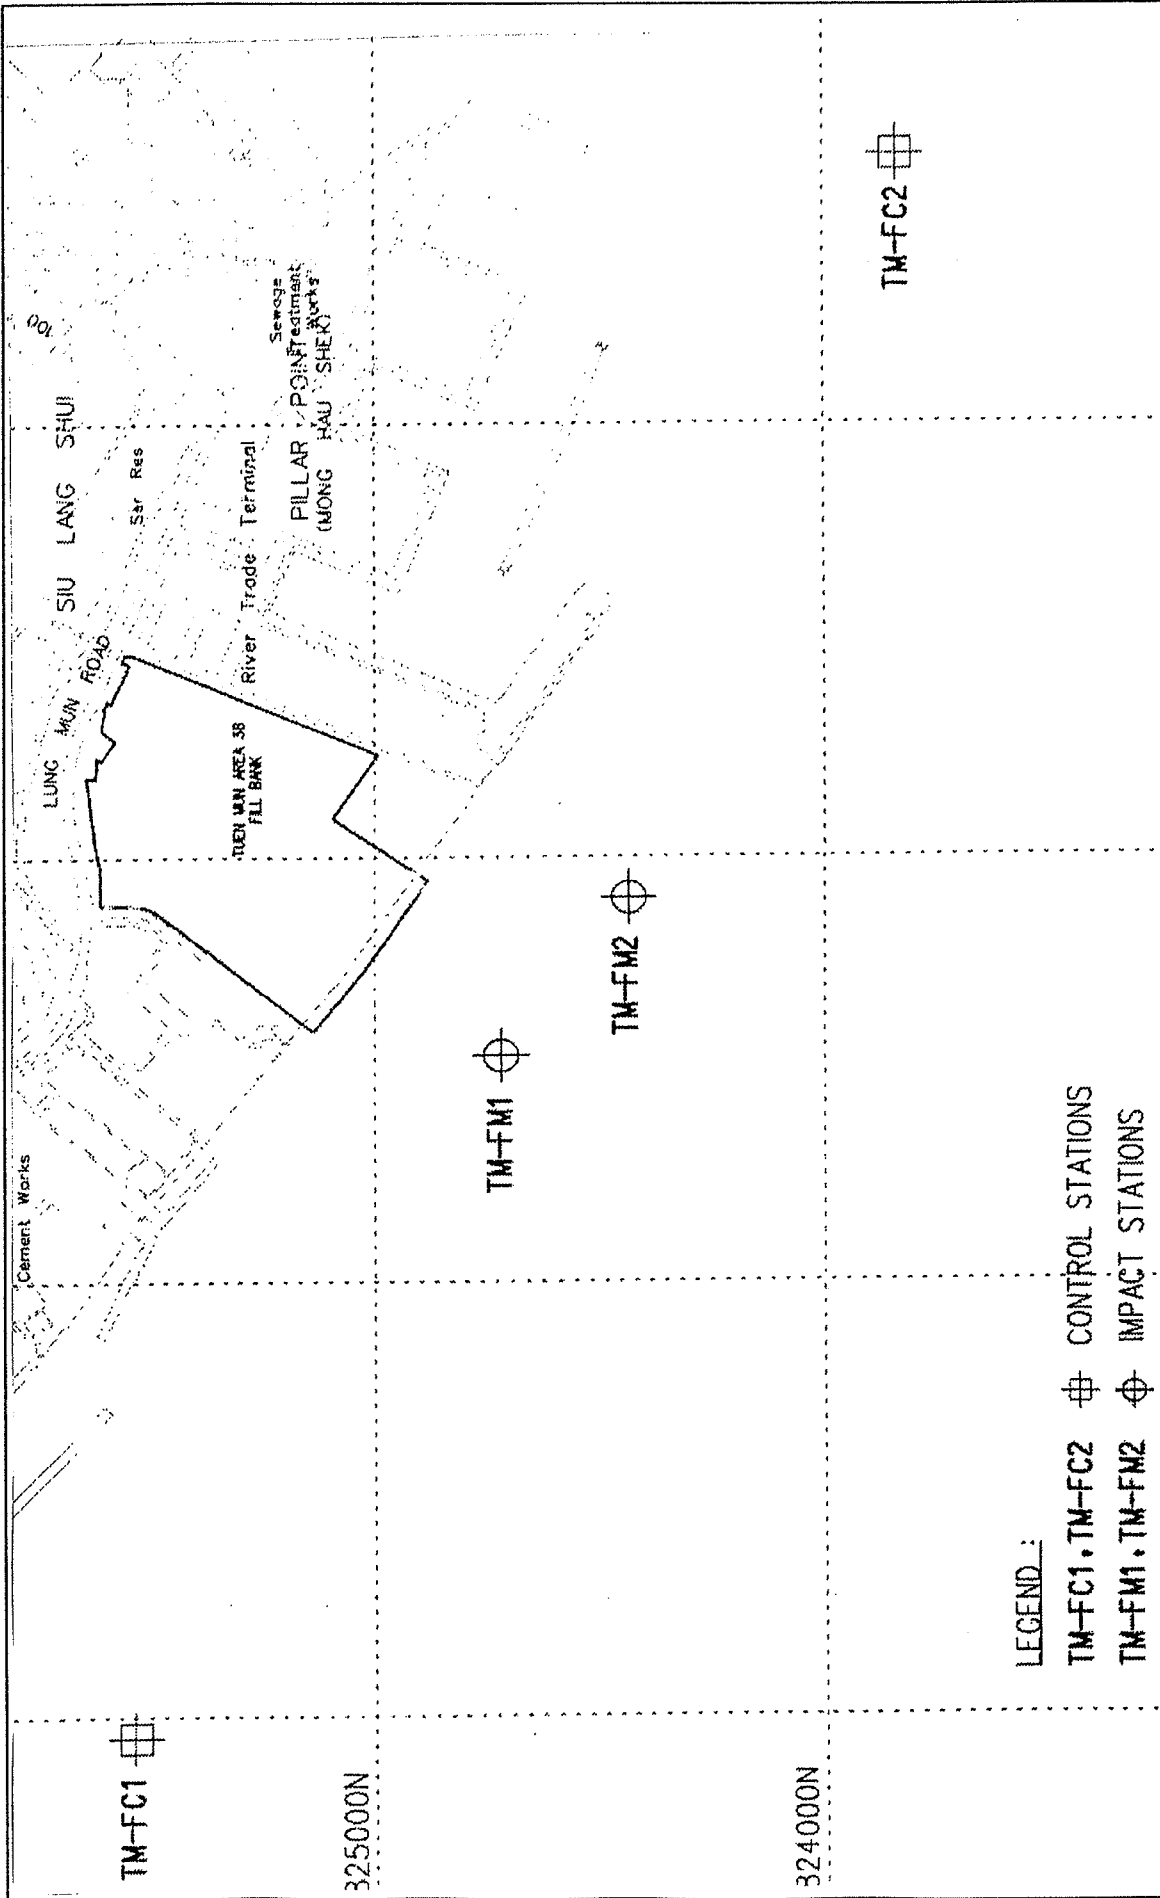 Cement Works
LUNG MUN ROAD
SIU LANG SHUI
100
Ser Res
TUEN MUN AREA 38
FILL BANK
River Trade Terminal
Sewage
Treatment
Works
PILLAR POINT
(MONG HAU SHEK)
TM-FC1
325000N
TM-FM1
TM-FM2
324000N
TM-FC2
LEGEND :
TM-FC1, TM-FC2 CONTROL STATIONS
TM-FM1, TM-FM2 IMPACT STATIONS